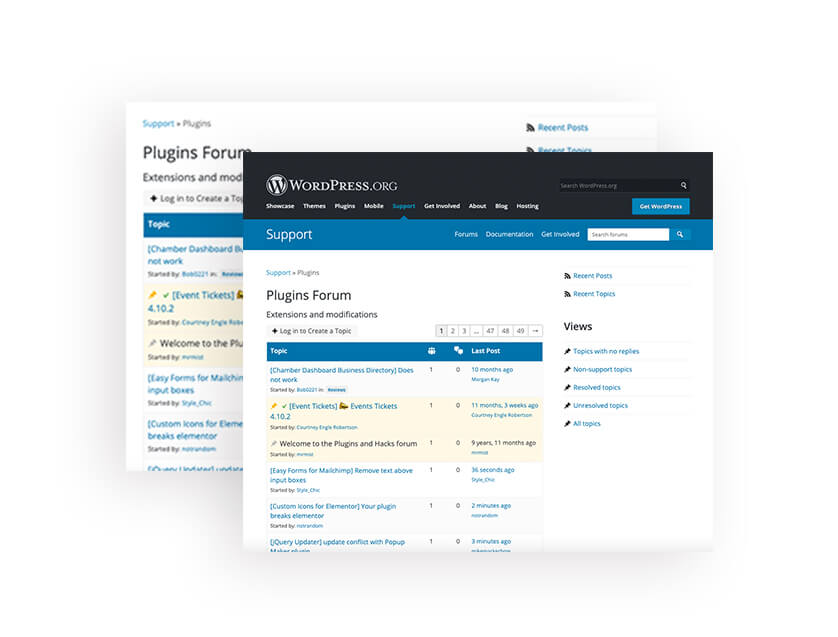 Support » Plugins
Recent Posts
Plugins Forum
Recent Topics
Extensions and modi
Log in to Create a Top
Topic
[Chamber Dashboard B
not work
Started by: Bob0221 in: Reviews
[Event Tickets]
4.10.2
Started by: Courtney Engle Robe
Welcome to the Plu
Started by: mrmist
[Easy Forms for Mailchim
input boxes
Started by: Style_Chic
[Custom Icons for Eleme
breaks elementor
Started by: notrandom
[jQuery Updater] update
WORDPRESS.ORG
Search WordPress.org
Showcase Themes Plugins Mobile Support Get Involved About Blog Hosting
Get WordPress
Support
Forums Documentation Get Involved
Search forums
Support » Plugins
Plugins Forum
Extensions and modifications
Log in to Create a Topic
1 2 3 ... 47 48 49 →
Topic Last Post
[Chamber Dashboard Business Directory] Does 1 0 10 months ago
not work Morgan Kay
Started by: Bob0221 in: Reviews
[Event Tickets] Events Tickets 1 0 11 months, 3 weeks ago
4.10.2 Courtney Engle Robertson
Started by: Courtney Engle Robertson
Welcome to the Plugins and Hacks forum 1 0 9 years, 11 months ago
Started by: mrmist mrmist
[Easy Forms for Mailchimp] Remove text above 1 0 36 seconds ago
input boxes Style_Chic
Started by: Style_Chic
[Custom Icons for Elementor] Your plugin 1 0 2 minutes ago
breaks elementor notrandom
Started by: notrandom
[jQuery Updater] update conflict with Popup 1 0 3 minutes ago
Maker plugin
Recent Posts
Recent Topics
Views
Topics with no replies
Non-support topics
Resolved topics
Unresolved topics
All topics